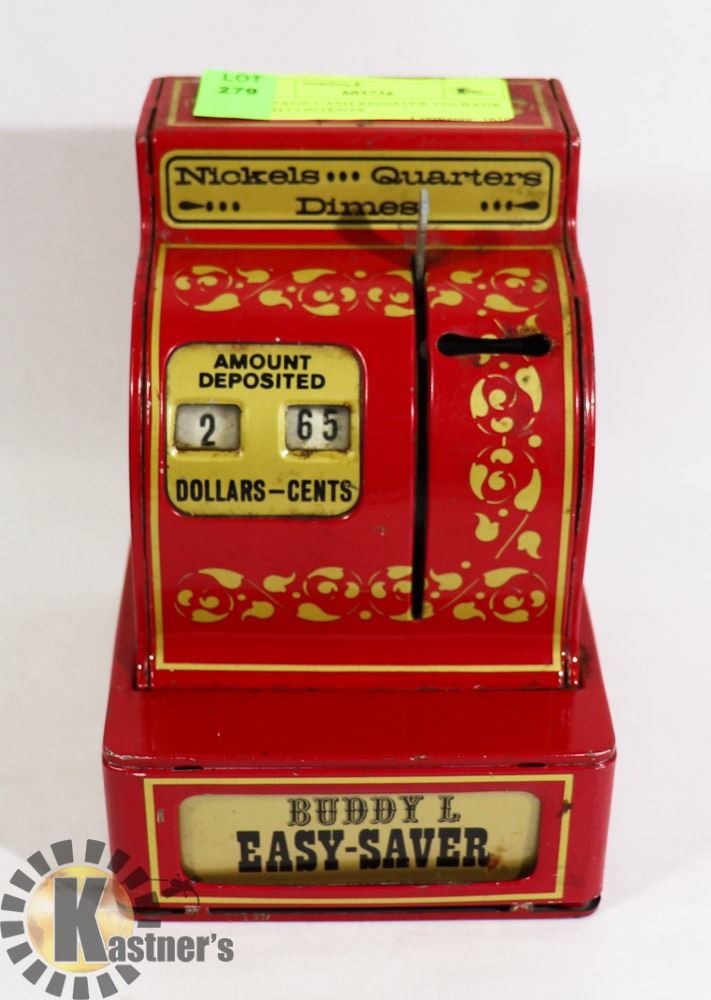 LOT
279
Nickels ••• Quarters
Dimes
AMOUNT
DEPOSITED
2 65
DOLLARS-CENTS
BUDDY L
EASY-SAVER
Kastner's